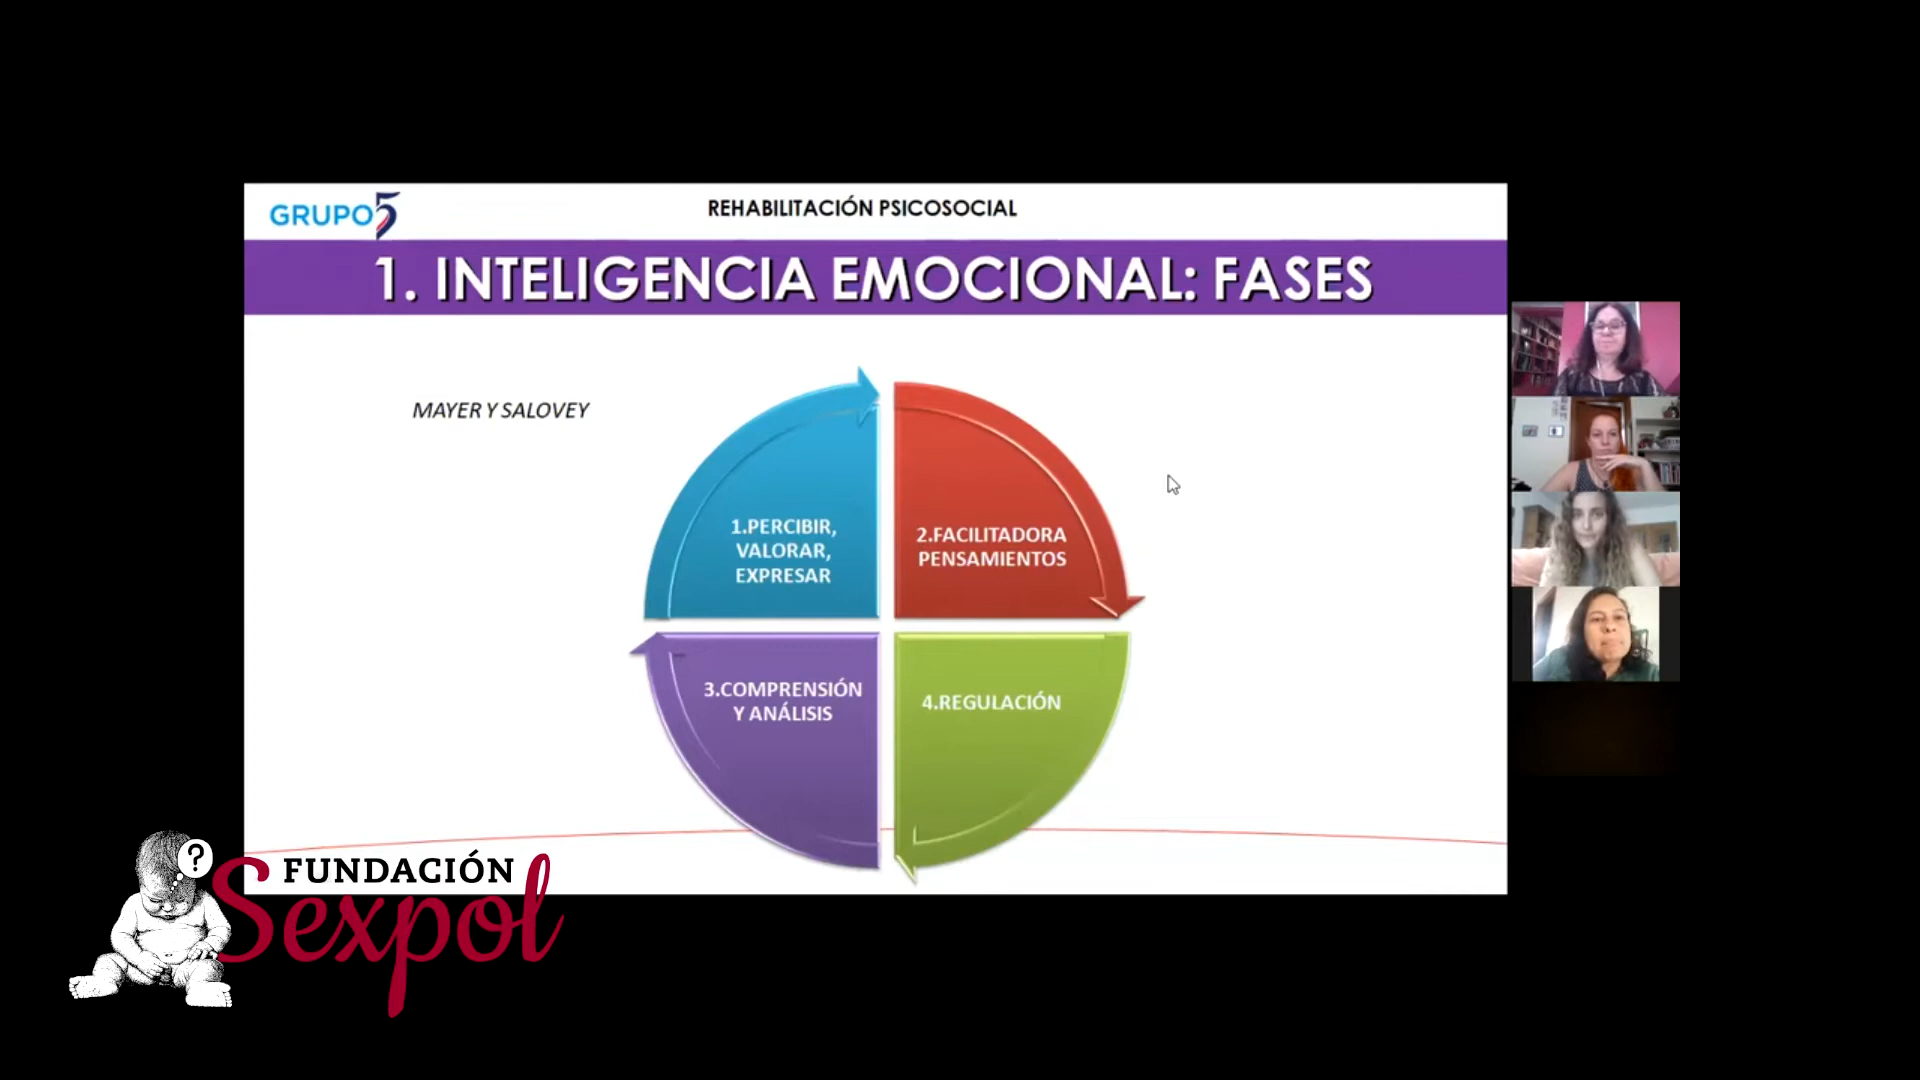 GRUPO5
REHABILITACIÓN PSICOSOCIAL
1. INTELIGENCIA EMOCIONAL: FASES
MAYER Y SALOVEY
1.PERCIBIR,
VALORAR,
EXPRESAR
2.FACILITADORA
PENSAMIENTOS
3.COMPRENSIÓN
Y ANÁLISIS
4.REGULACIÓN
?
FUNDACIÓN
Sexpol